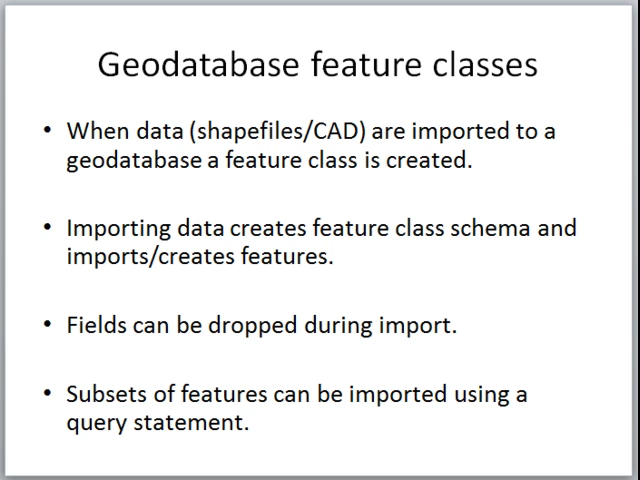 Geodatabase feature classes
• When data (shapefiles/CAD) are imported to a
geodatabase a feature class is created.
• Importing data creates feature class schema and
imports/creates features.
• Fields can be dropped during import.
• Subsets of features can be imported using a
query statement.